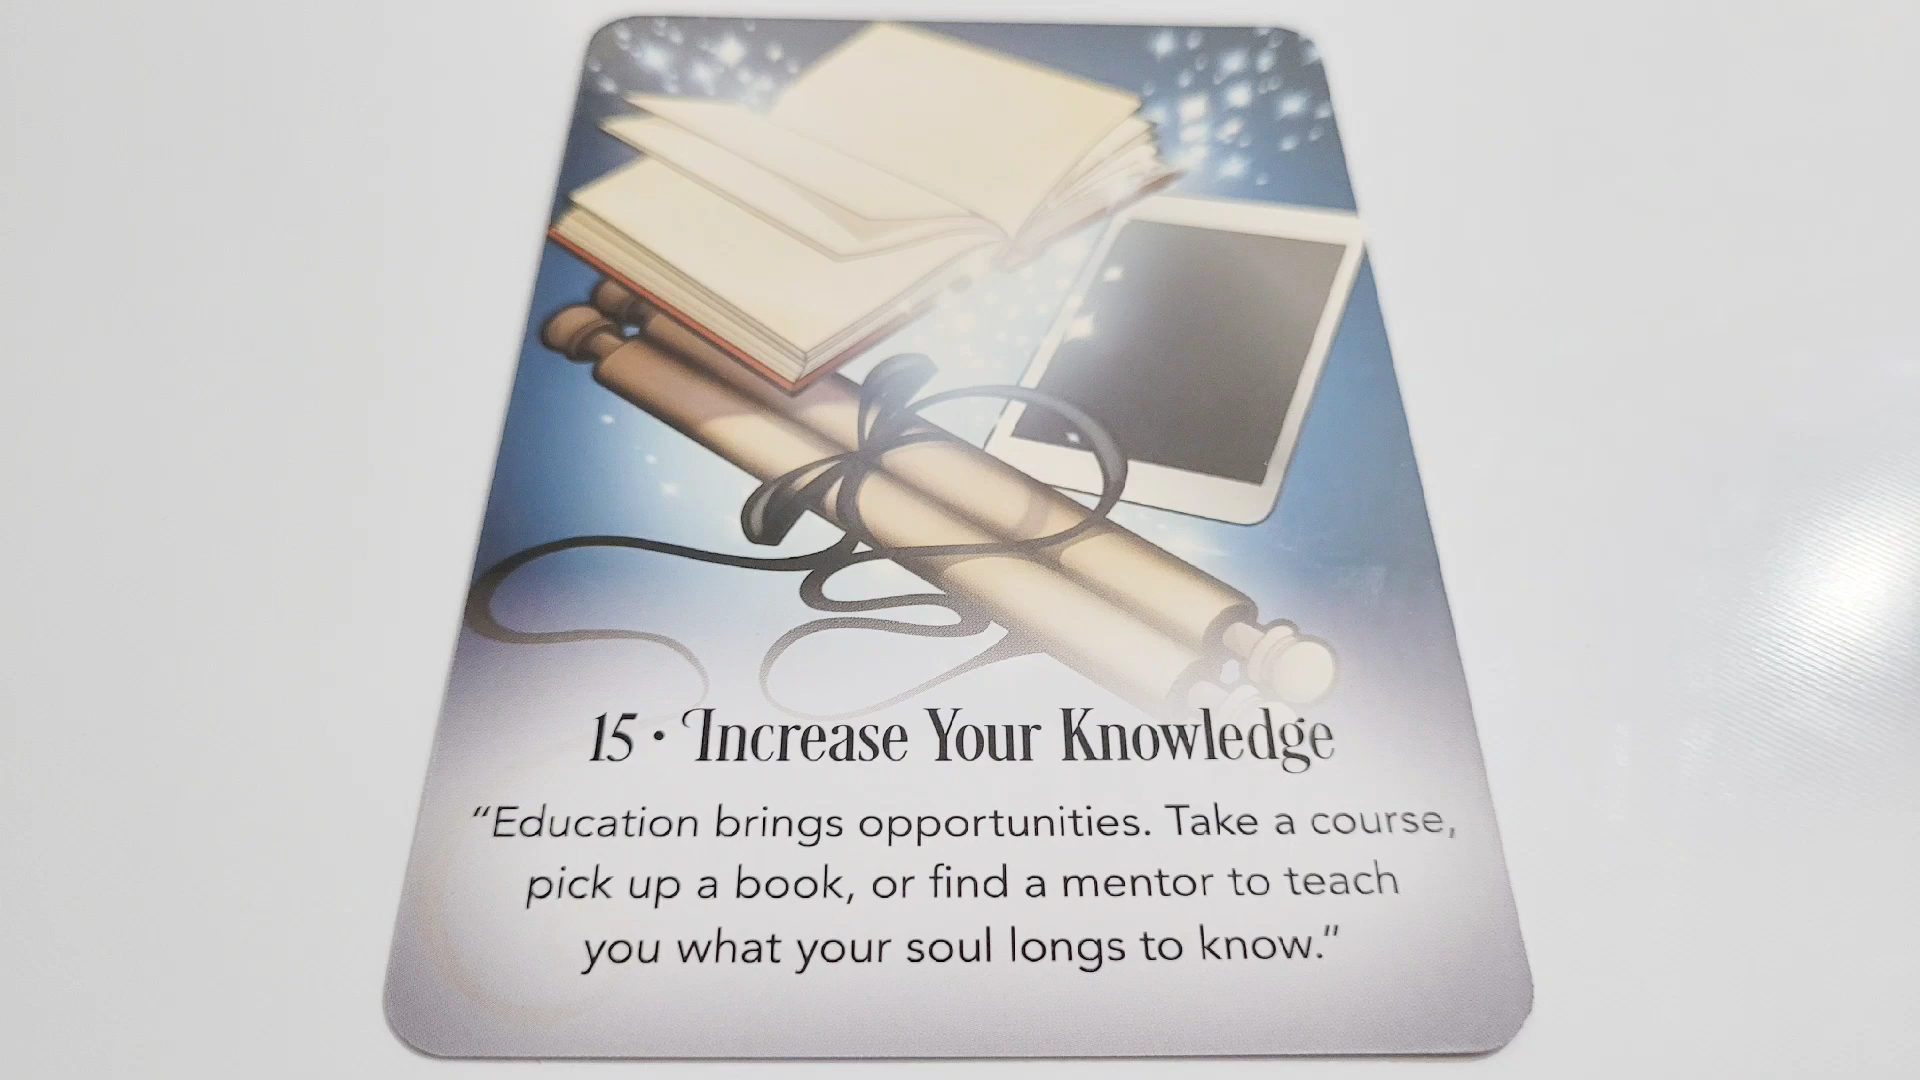 15 · Increase Your Knowledge
“Education brings opportunities. Take a course,
pick up a book, or find a mentor to teach
you what your soul longs to know.”